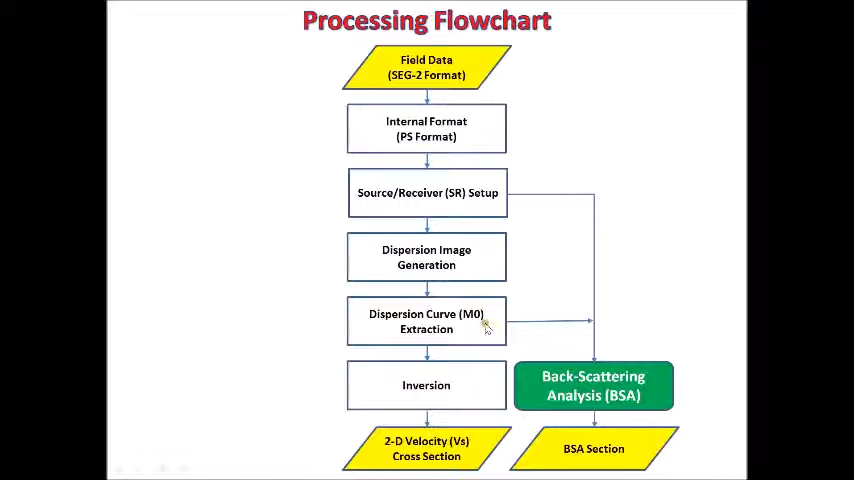 Processing Flowchart
Field Data
(SEG-2 Format)
Internal Format
(PS Format)
Source/Receiver (SR) Setup
Dispersion Image
Generation
Dispersion Curve (M0)
Extraction
Inversion
Back-Scattering
Analysis (BSA)
2-D Velocity (Vs)
Cross Section
BSA Section